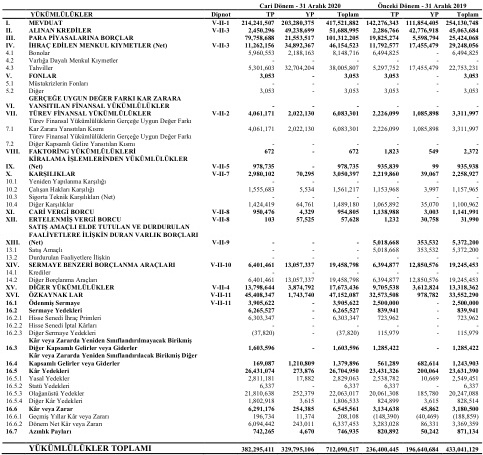 Cari Dönem - 31 Aralık 2020 Önceki Dönem - 31 Aralık 2019
YÜKÜMLÜLÜKLER Dipnot TP YP Toplam TP YP Toplam
I. MEVDUAT V-II-1 214,241,507 203,280,375 417,521,882 142,276,343 111,854,405 254,130,748
II. ALINAN KREDİLER V-II-3 2,450,296 49,238,699 51,688,995 2,286,766 42,776,918 45,063,684
III. PARA PİYASALARINA BORÇLAR 79,758,688 21,553,517 101,312,205 19,825,274 5,598,794 25,424,068
IV. İHRAÇ EDİLEN MENKUL KIYMETLER (Net) V-II-3 11,262,156 34,892,367 46,154,523 11,792,577 17,455,479 29,248,056
4.1 Bonolar 5,960,553 2,188,163 8,148,716 6,494,825 - 6,494,825
4.2 Varlığa Dayalı Menkul Kıymetler - - - - - -
4.3 Tahviller 5,301,603 32,704,204 38,005,807 5,297,752 17,455,479 22,753,231
V. FONLAR 3,053 - 3,053 3,053 - 3,053
5.1 Müstakrizlerin Fonları - - - - - -
5.2 Diğer 3,053 - 3,053 3,053 - 3,053
GERÇEĞE UYGUN DEĞER FARKI KAR ZARARA
VI. YANSITILAN FİNANSAL YÜKÜMLÜLÜKLER - - - - - -
VII. TÜREV FİNANSAL YÜKÜMLÜLÜKLER V-II-2 4,061,171 2,022,130 6,083,301 2,226,099 1,085,898 3,311,997
Türev Finansal Yükümlülüklerin Gerçeğe Uygun Değer Farkı
7.1 Kar Zarara Yansıtılan Kısmı 4,061,171 2,022,130 6,083,301 2,226,099 1,085,898 3,311,997
Türev Finansal Yükümlülüklerin Gerçeğe Uygun Değer Farkı
7.2 Diğer Kapsamlı Gelire Yansıtılan Kısmı - - - - - -
VIII. FAKTORİNG YÜKÜMLÜLÜKLERİ 672 - 672 1,823 549 2,372
KİRALAMA İŞLEMLERİNDEN YÜKÜMLÜLÜKLER
IX. (Net) V-II-5 978,735 - 978,735 935,839 99 935,938
X. KARŞILIKLAR V-II-7 2,980,102 70,295 3,050,397 2,219,860 39,067 2,258,927
10.1 Yeniden Yapılanma Karşılığı - - - - - -
10.2 Çalışan Hakları Karşılığı 1,555,683 5,534 1,561,217 1,153,968 3,997 1,157,965
10.3 Sigorta Teknik Karşılıkları (Net) - - - - - -
10.4 Diğer Karşılıklar 1,424,419 64,761 1,489,180 1,065,892 35,070 1,100,962
XI. CARİ VERGİ BORCU V-II-8 950,476 4,329 954,805 1,138,988 3,003 1,141,991
XII. ERTELENMİŞ VERGİ BORCU V-II-8 103 57,525 57,628 1,232 30,758 31,990
SATIŞ AMAÇLI ELDE TUTULAN VE DURDURULAN
FAALİYETLERE İLİŞKİN DURAN VARLIK BORÇLARI
XIII. (Net) V-II-9 - - - 5,018,668 353,532 5,372,200
13.1 Satış Amaçlı - - - 5,018,668 353,532 5,372,200
13.2 Durdurulan Faaliyetlere İlişkin - - - - - -
XIV. SERMAYE BENZERİ BORÇLANMA ARAÇLARI V-II-10 6,401,461 13,057,337 19,458,798 6,394,877 12,850,576 19,245,453
14.1 Krediler - - - - - -
14.2 Diğer Borçlanma Araçları 6,401,461 13,057,337 19,458,798 6,394,877 12,850,576 19,245,453
XV. DİĞER YÜKÜMLÜLÜKLER V-II-4 13,798,644 3,874,792 17,673,436 9,705,538 3,612,824 13,318,362
XVI. ÖZKAYNAKLAR V-II-11 45,408,347 1,743,740 47,152,087 32,573,508 978,782 33,552,290
16.1 Ödenmiş Sermaye V-II-11 3,905,622 - 3,905,622 2,500,000 - 2,500,000
16.2 Sermaye Yedekleri 6,265,527 - 6,265,527 839,941 - 839,941
16.2.1 Hisse Senedi İhraç Primleri 6,303,347 - 6,303,347 723,962 - 723,962
16.2.2 Hisse Senedi İptal Kârları - - - - - -
16.2.3 Diğer Sermaye Yedekleri (37,820) - (37,820) 115,979 - 115,979
Kâr veya Zararda Yeniden Sınıflandırılmayacak Birikmiş
16.3 Diğer Kapsamlı Gelirler veya Giderler 1,603,596 - 1,603,596 1,285,422 - 1,285,422
Kâr veya Zararda Yeniden Sınıflandırılacak Birikmiş Diğer
16.4 Kapsamlı Gelirler veya Giderler 169,087 1,210,809 1,379,896 561,289 682,614 1,243,903
16.5 Kâr Yedekleri 26,431,074 273,876 26,704,950 23,431,326 200,064 23,631,390
16.5.1 Yasal Yedekler 2,811,181 17,882 2,829,063 2,538,782 10,669 2,549,451
16.5.2 Statü Yedekleri 6,337 - 6,337 6,337 - 6,337
16.5.3 Olağanüstü Yedekler 21,810,638 252,379 22,063,017 20,061,308 185,780 20,247,088
16.5.4 Diğer Kâr Yedekleri 1,802,918 3,615 1,806,533 824,899 3,615 828,514
16.6 Kâr veya Zarar 6,291,176 254,385 6,545,561 3,134,638 45,862 3,180,500
16.6.1 Geçmiş Yıllar Kâr veya Zararı 196,734 11,374 208,108 (148,390) (40,469) (188,859)
16.6.2 Dönem Net Kâr veya Zararı 6,094,442 243,011 6,337,453 3,283,028 86,331 3,369,359
16.7 Azınlık Payları 742,265 4,670 746,935 820,892 50,242 871,134
YÜKÜMLÜLÜKLER TOPLAMI 382,295,411 329,795,106 712,090,517 236,400,445 196,640,684 433,041,129